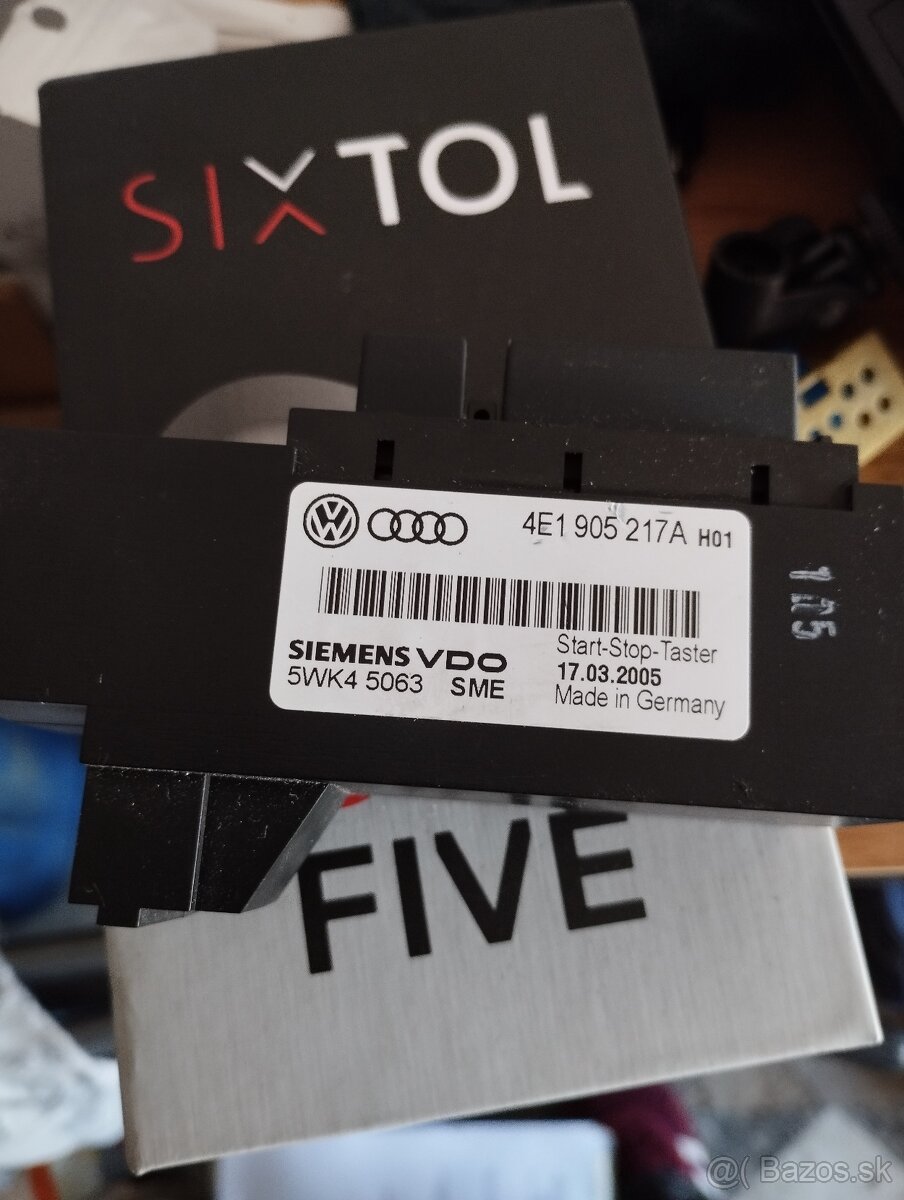 SIXTOL
4E1 905 217A H01
SIEMENS VDO
5WK4 5063 SME
Start-Stop-Taster
17.03.2005
Made in Germany
FIVE
@( Bazos.sk